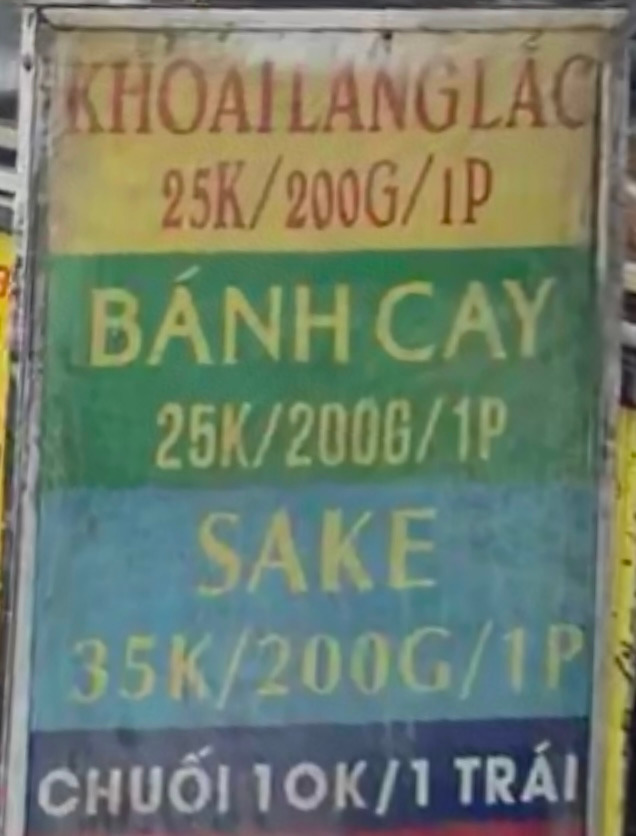 KHOAI LANG LẮC
25K/200G/1P
BÁNH CAY
25K/200G/1P
SAKE
35K/200G/1P
CHUỐI 10K/1 TRÁI